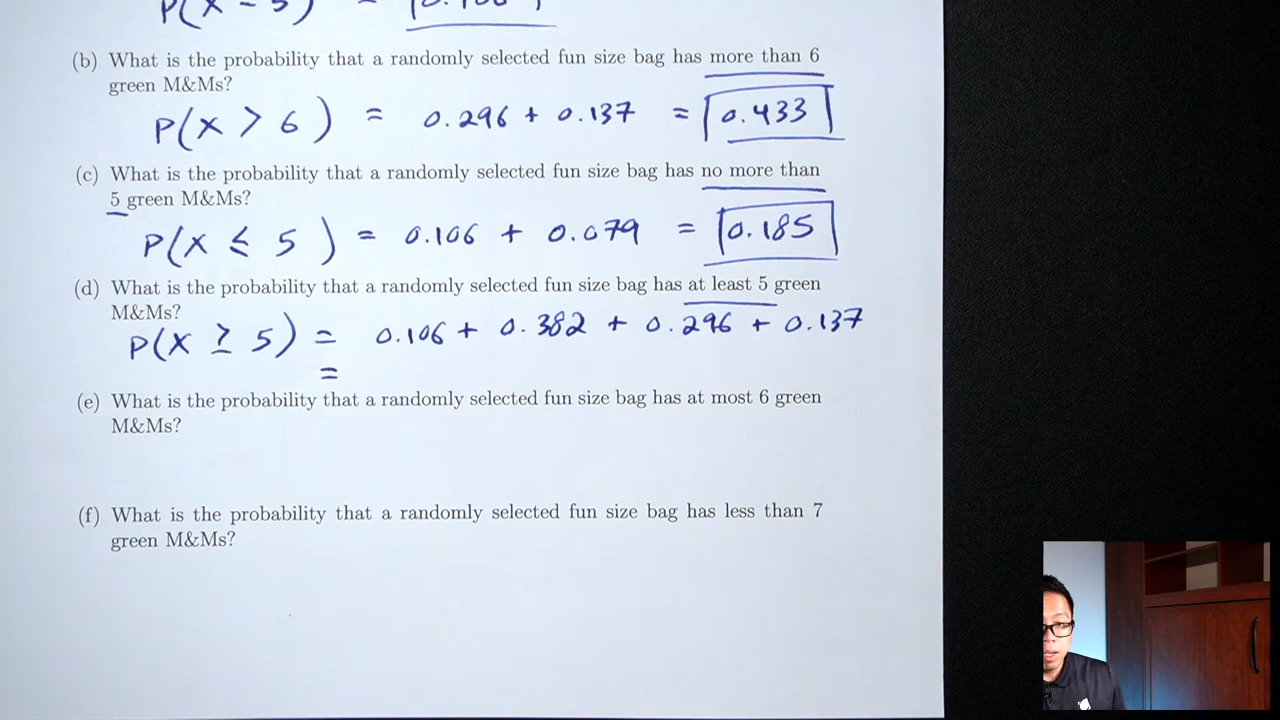 P(X = 5) = 0.106
(b) What is the probability that a randomly selected fun size bag has more than 6
green M&Ms?
P(X > 6) = 0.296 + 0.137 = 0.433
(c) What is the probability that a randomly selected fun size bag has no more than
5 green M&Ms?
P(X ≤ 5) = 0.106 + 0.079 = 0.185
(d) What is the probability that a randomly selected fun size bag has at least 5 green
M&Ms?
P(X ≥ 5) = 0.106 + 0.382 + 0.296 + 0.137
=
(e) What is the probability that a randomly selected fun size bag has at most 6 green
M&Ms?
(f) What is the probability that a randomly selected fun size bag has less than 7
green M&Ms?